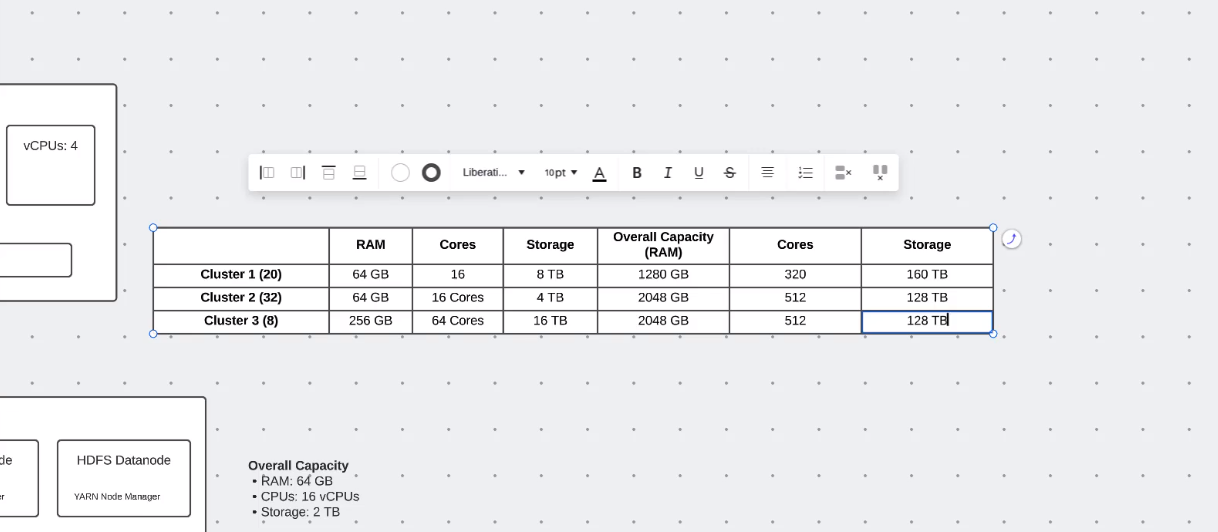 vCPUs: 4
Liberati... 10pt A B I U S
RAM Cores Storage Overall Capacity (RAM) Cores Storage
Cluster 1 (20) 64 GB 16 8 TB 1280 GB 320 160 TB
Cluster 2 (32) 64 GB 16 Cores 4 TB 2048 GB 512 128 TB
Cluster 3 (8) 256 GB 64 Cores 16 TB 2048 GB 512 128 TB
de
HDFS Datanode
er
YARN Node Manager
Overall Capacity
• RAM: 64 GB
• CPUs: 16 vCPUs
• Storage: 2 TB